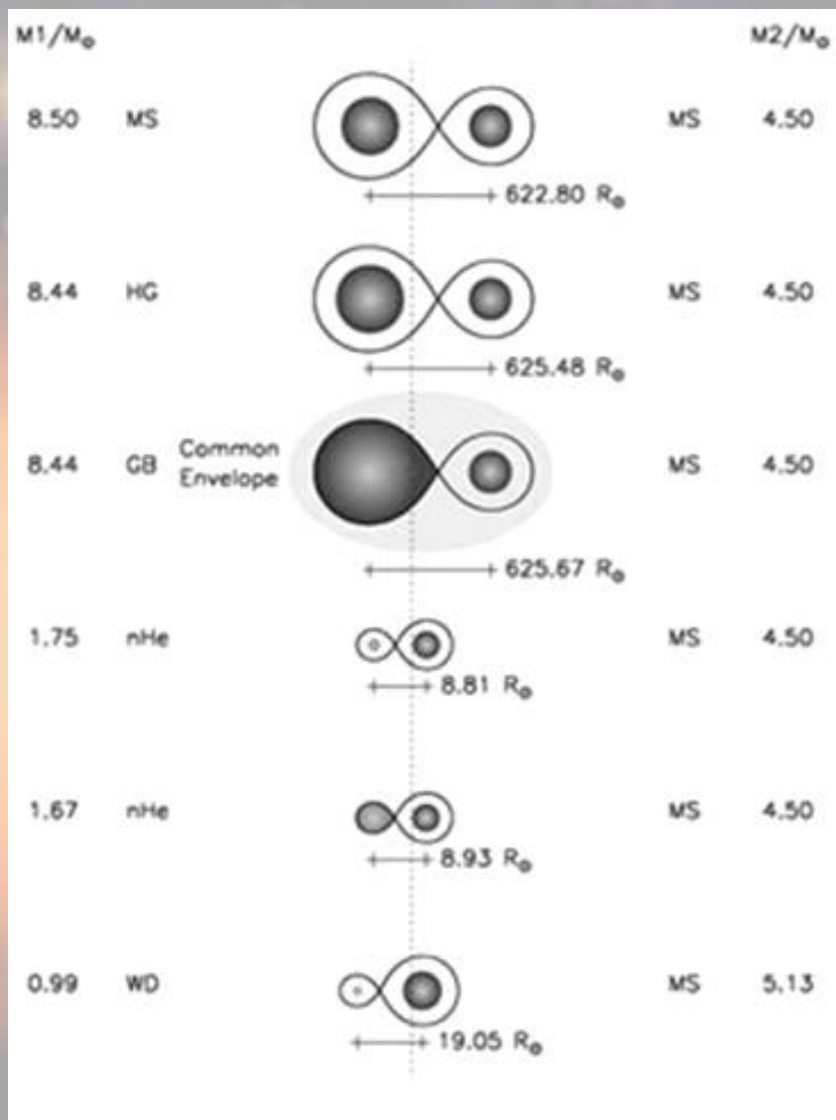 M1/M⊙ M2/M⊙
8.50 MS MS 4.50
622.80 R⊙
8.44 HG MS 4.50
625.48 R⊙
8.44 GB Common Envelope MS 4.50
625.67 R⊙
1.75 nHe MS 4.50
8.81 R⊙
1.67 nHe MS 4.50
8.93 R⊙
0.99 WD MS 5.13
19.05 R⊙